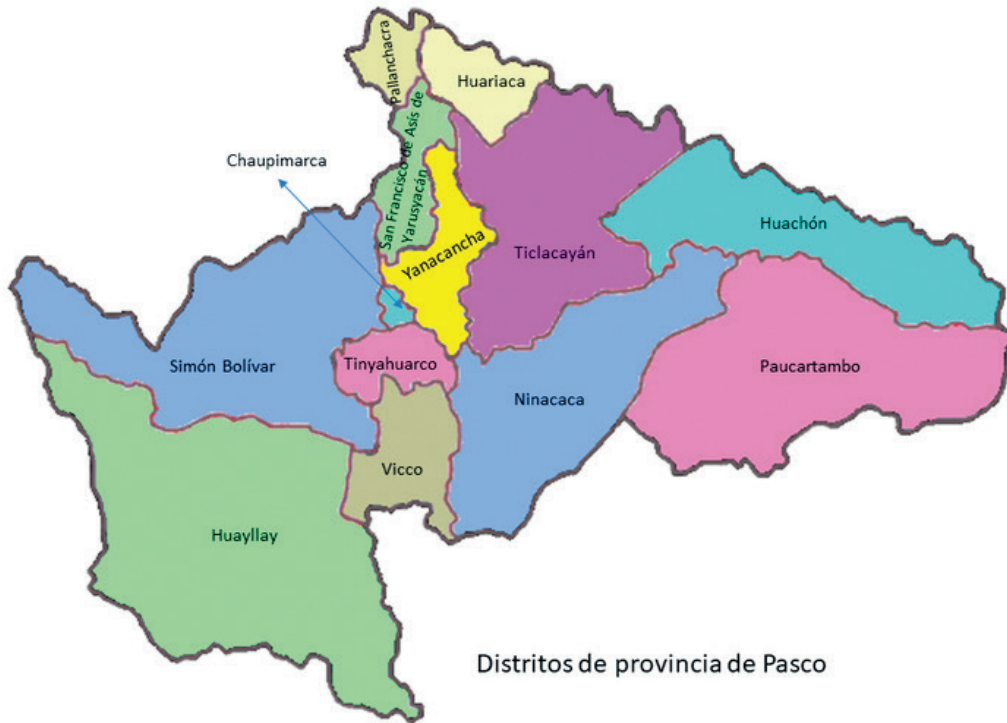 Pallanchacra
Huariaca
San Francisco de Asís de
Yarusyacán
Chaupimarca
Yanacancha
Ticlacayán
Huachón
Simón Bolívar
Tinyahuarco
Ninacaca
Paucartambo
Vicco
Huayllay
Distritos de provincia de Pasco